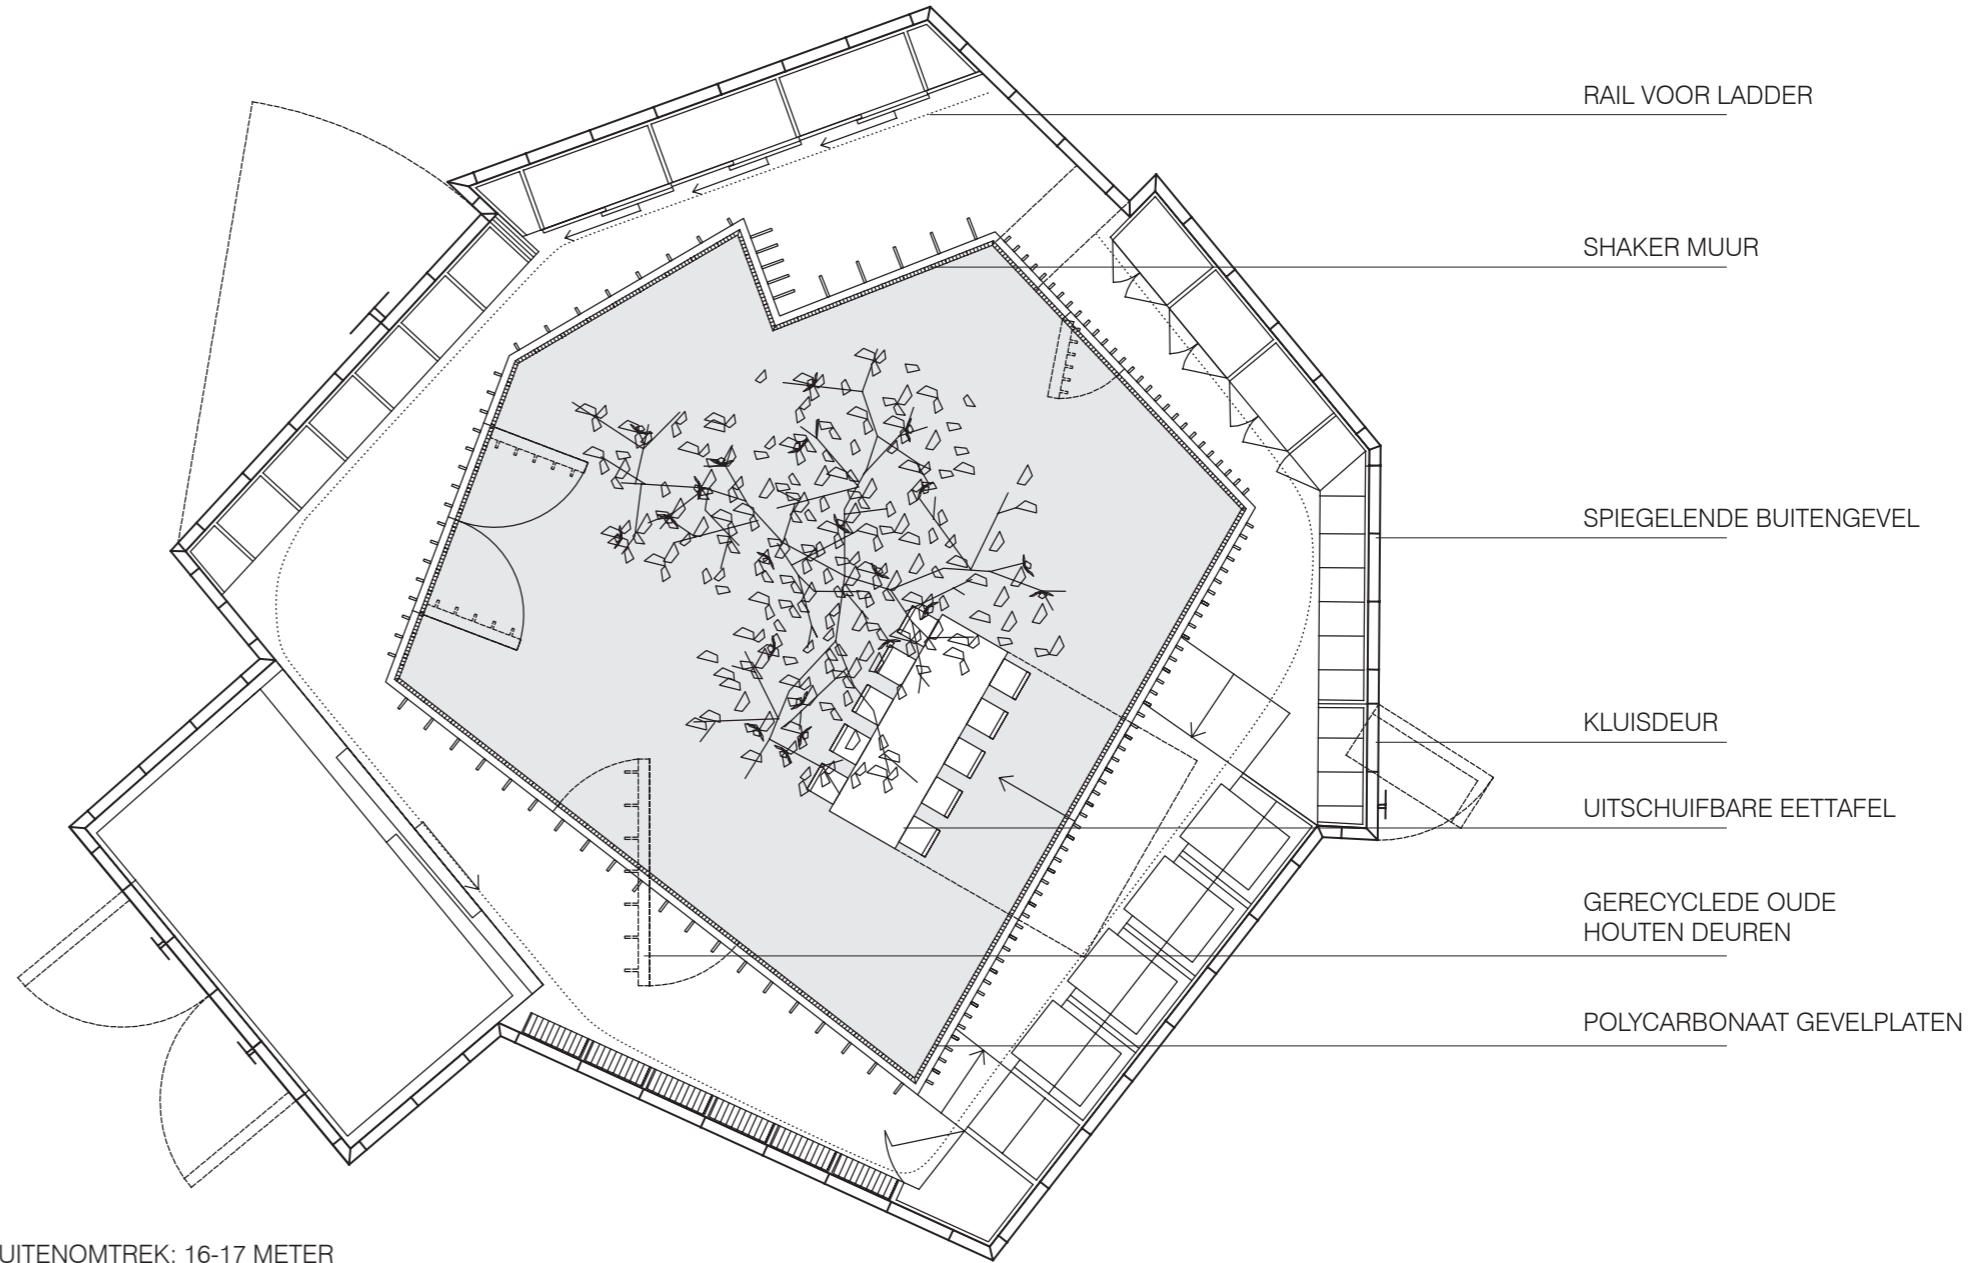 RAIL VOOR LADDER
SHAKER MUUR
SPIEGELENDE BUITENGEVEL
KLUISDEUR
UITSCHUIFBARE EETTAFEL
GERECYCLEDE OUDE
HOUTEN DEUREN
POLYCARBONAAT GEVELPLATEN
UITENOMTREK: 16-17 METER